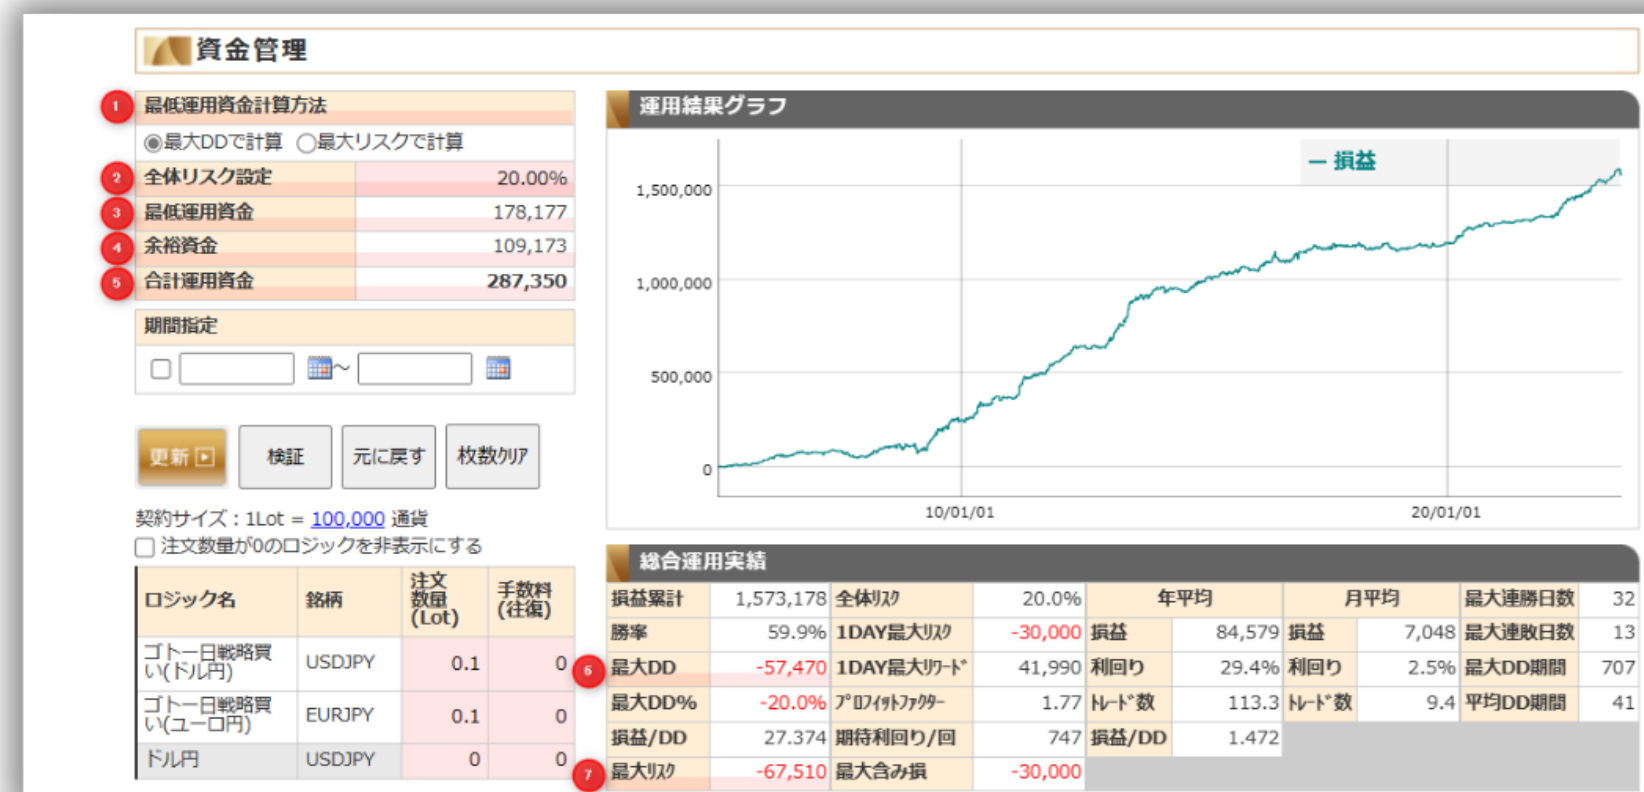 資金管理
1 最低運用資金計算方法
最大DDで計算 最大リスクで計算
2 全体リスク設定 20.00%
3 最低運用資金 178,177
4 余裕資金 109,173
5 合計運用資金 287,350
期間指定
～
更新 検証 元に戻す 枚数クリア
契約サイズ：1Lot = 100,000 通貨
注文数量が0のロジックを非表示にする
ロジック名 銘柄 注文数量(Lot) 手数料(往復)
ゴトー日戦略買い(ドル円) USDJPY 0.1 0
ゴトー日戦略買い(ユーロ円) EURJPY 0.1 0
ドル円 USDJPY 0 0
運用結果グラフ
損益
1,500,000
1,000,000
500,000
0
10/01/01 20/01/01
総合運用実績
損益累計 1,573,178 全体ﾘｽｸ 20.0% 年平均 月平均 最大連勝日数 32
勝率 59.9% 1DAY最大ﾘｽｸ -30,000 損益 84,579 損益 7,048 最大連敗日数 13
6 最大DD -57,470 1DAY最大ﾘﾜｰﾄﾞ 41,990 利回り 29.4% 利回り 2.5% 最大DD期間 707
最大DD% -20.0% ﾌﾟﾛﾌｨｯﾄﾌｧｸﾀｰ 1.77 ﾄﾚｰﾄﾞ数 113.3 ﾄﾚｰﾄﾞ数 9.4 平均DD期間 41
損益/DD 27.374 期待利回り/回 747 損益/DD 1.472
7 最大ﾘｽｸ -67,510 最大含み損 -30,000